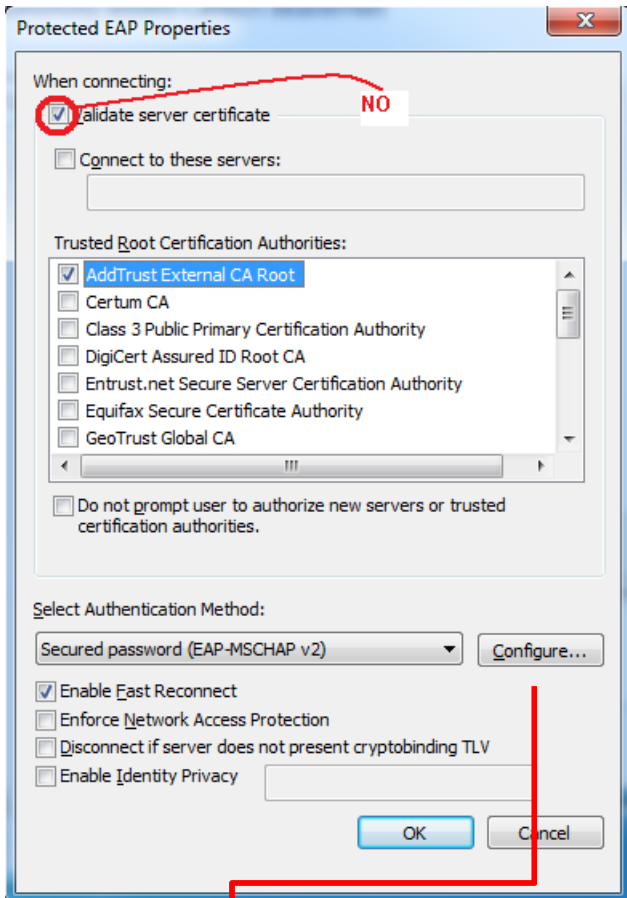 Protected EAP Properties
When connecting:
Validate server certificate
NO
Connect to these servers:
Trusted Root Certification Authorities:
AddTrust External CA Root
Certum CA
Class 3 Public Primary Certification Authority
DigiCert Assured ID Root CA
Entrust.net Secure Server Certification Authority
Equifax Secure Certificate Authority
GeoTrust Global CA
Do not prompt user to authorize new servers or trusted
certification authorities.
Select Authentication Method:
Secured password (EAP-MSCHAP v2)
Configure...
Enable Fast Reconnect
Enforce Network Access Protection
Disconnect if server does not present cryptobinding TLV
Enable Identity Privacy
OK
Cancel